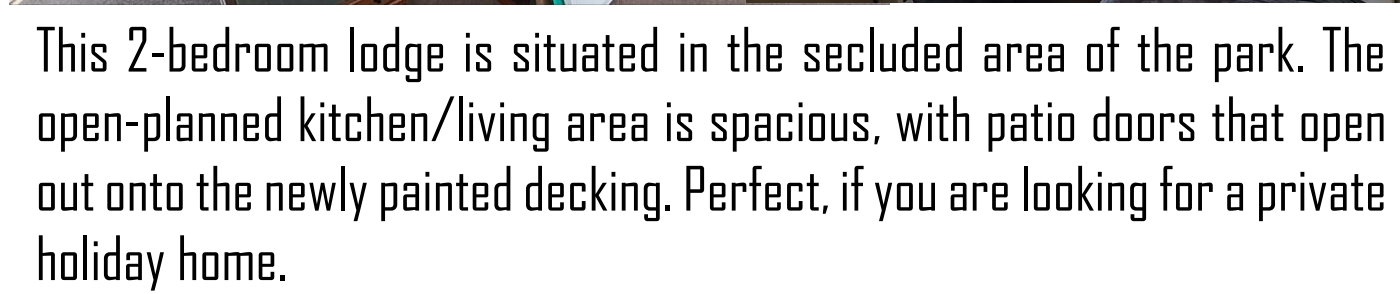 This 2-bedroom lodge is situated in the secluded area of the park. The
open-planned kitchen/living area is spacious, with patio doors that open
out onto the newly painted decking. Perfect, if you are looking for a private
holiday home.